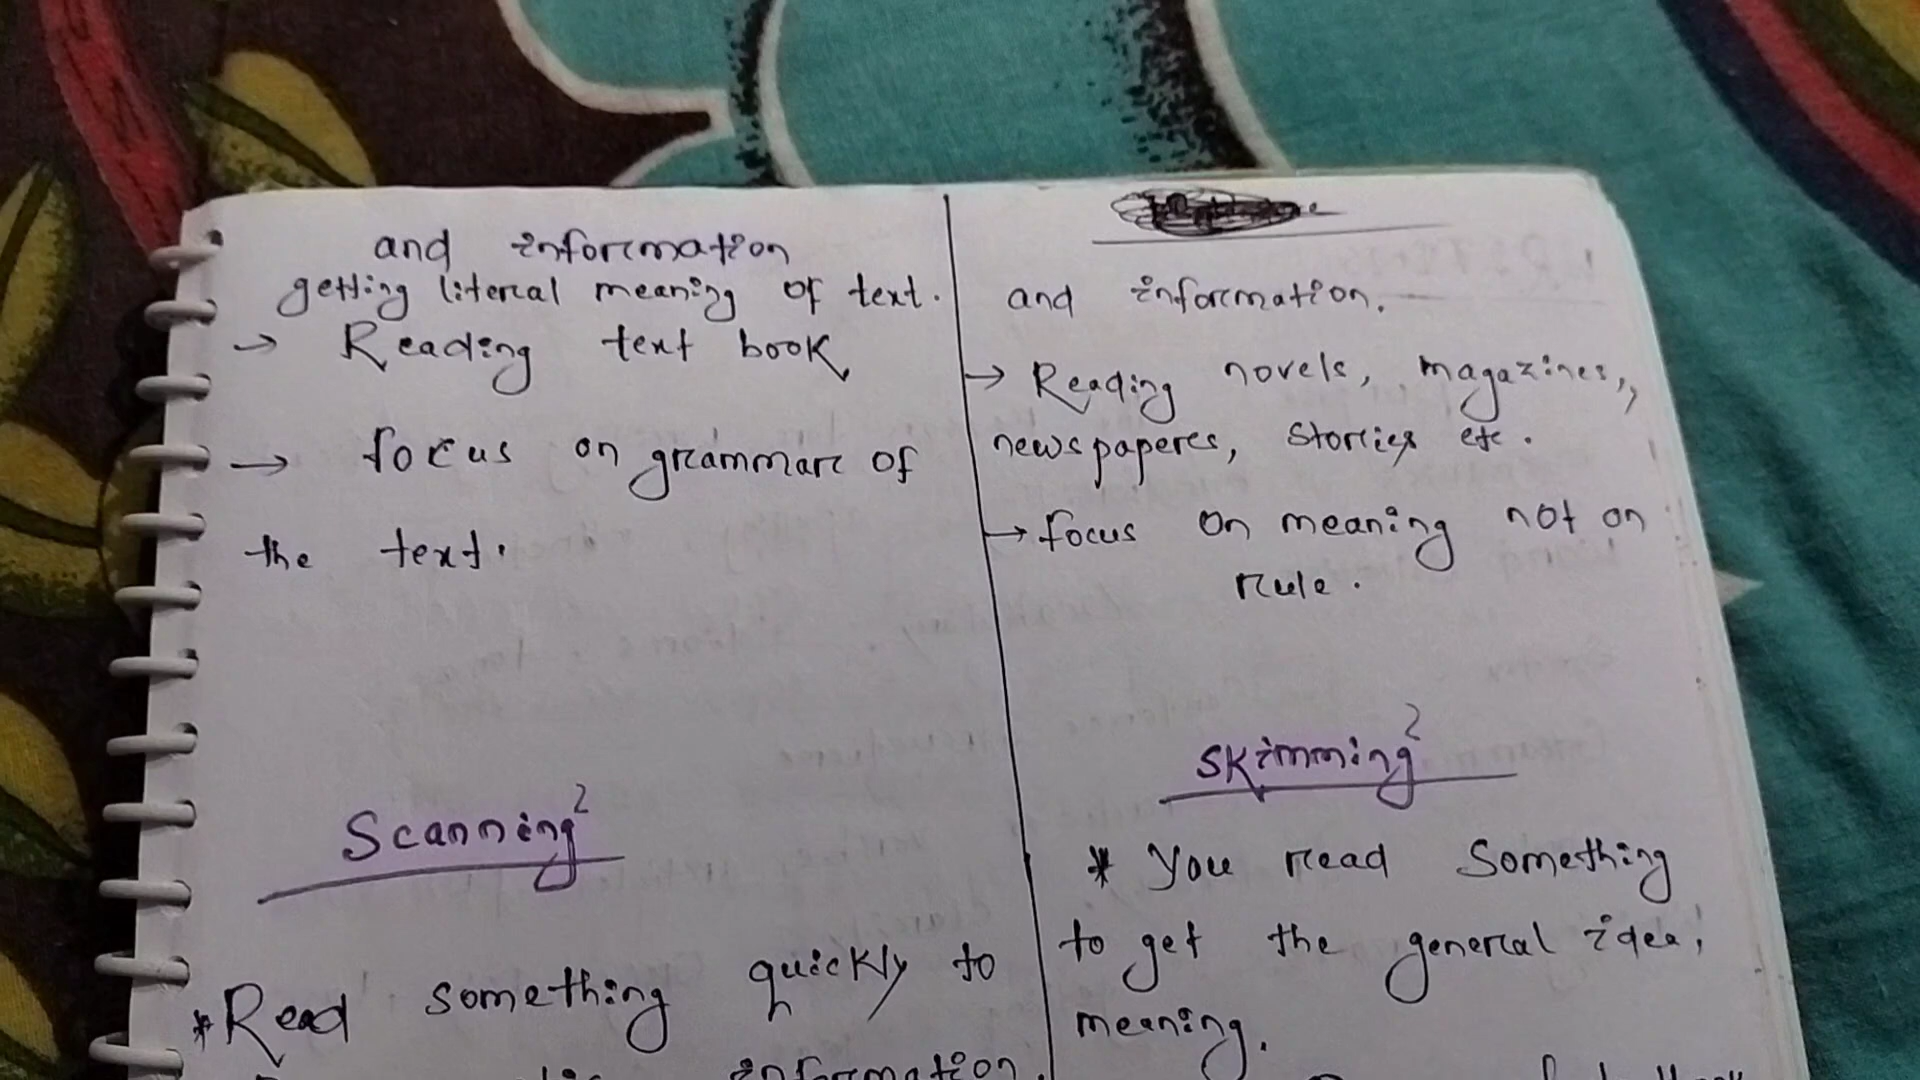 and information
getting literal meaning of text.
→ Reading text book
→ focus on grammar of
the text.
Scanning
*Read something quickly to
information.
and information.
→ Reading novels, magazines,
newspapers, stories etc.
→ focus on meaning not on
rule.
Skimming
* You read something
to get the general idea,
meaning.